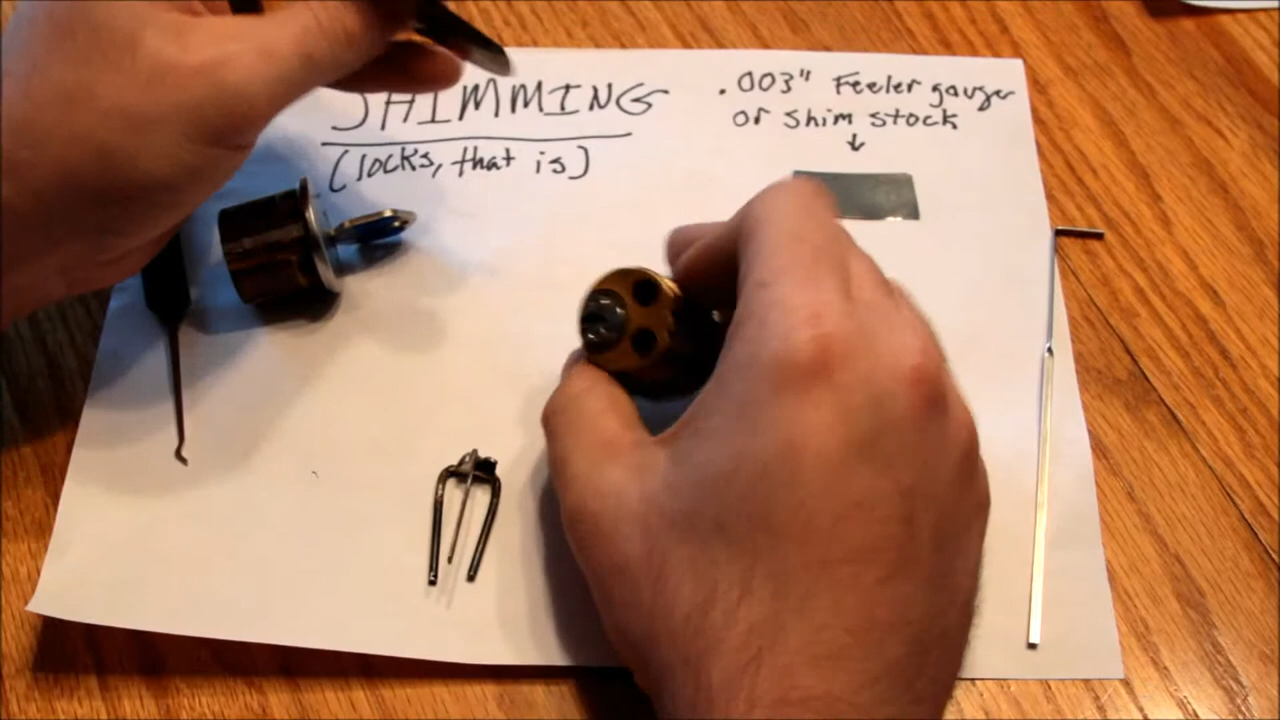 SHIMMING
(locks, that is)
.003" Feeler gauge
or Shim stock